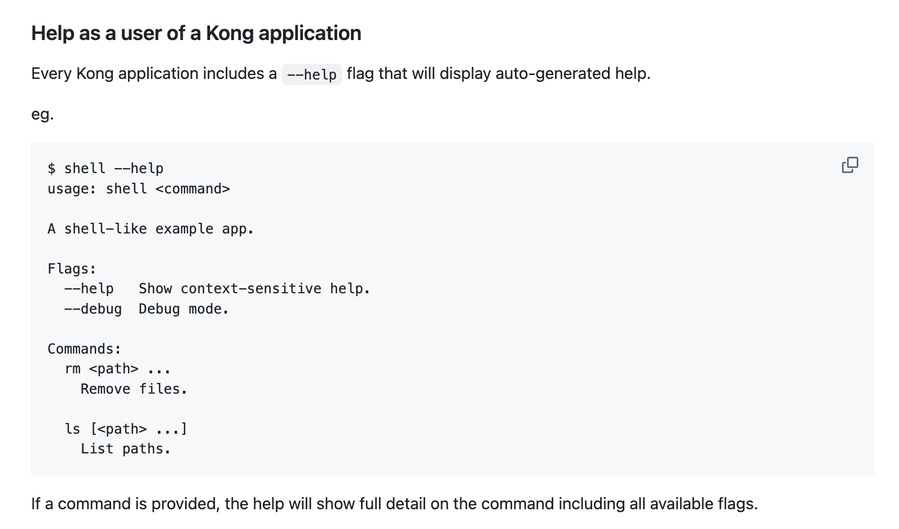 Help as a user of a Kong application
Every Kong application includes a --help flag that will display auto-generated help.
eg.
$ shell --help
usage: shell <command>
A shell-like example app.
Flags:
  --help   Show context-sensitive help.
  --debug  Debug mode.
Commands:
  rm <path> ...
    Remove files.
  ls [<path> ...]
    List paths.
If a command is provided, the help will show full detail on the command including all available flags.